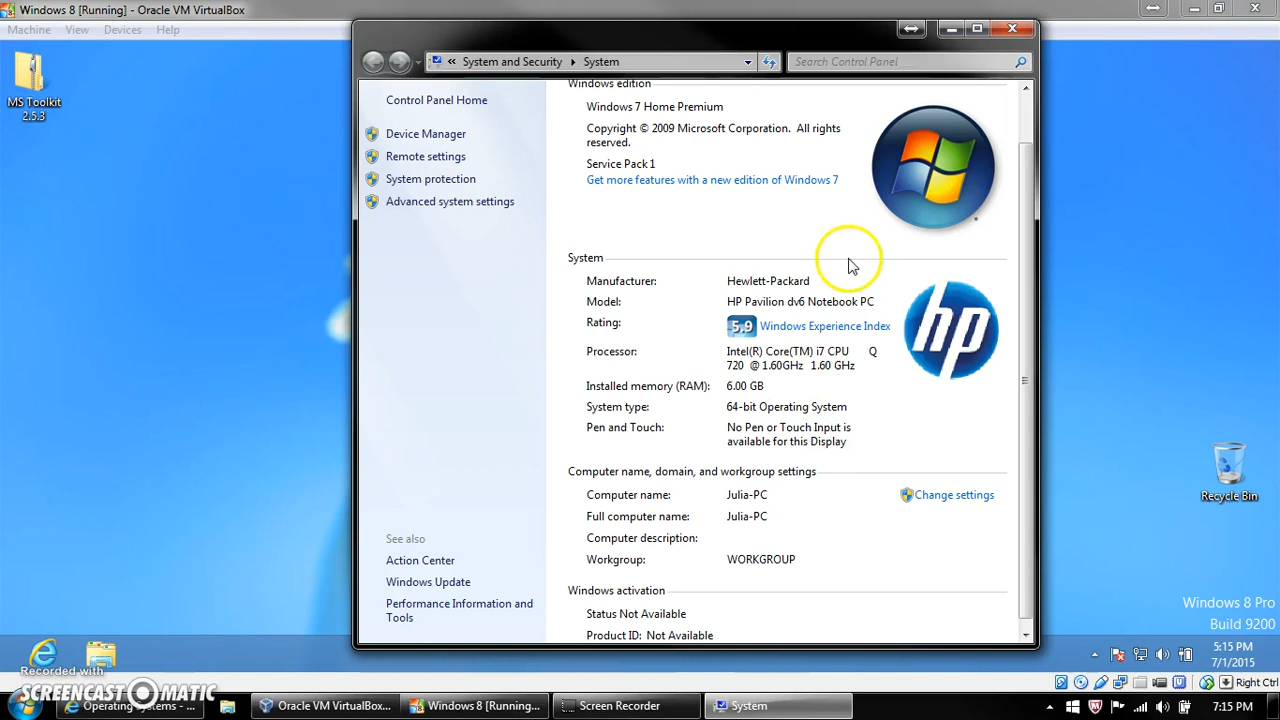 Windows 8 [Running] - Oracle VM VirtualBox
Machine View Devices Help
MS Toolkit
2.5.3
« System and Security System
Search Control Panel
Control Panel Home
Device Manager
Remote settings
System protection
Advanced system settings
See also
Action Center
Windows Update
Performance Information and
Tools
Windows edition
Windows 7 Home Premium
Copyright © 2009 Microsoft Corporation. All rights
reserved.
Service Pack 1
Get more features with a new edition of Windows 7
System
Manufacturer: Hewlett-Packard
Model: HP Pavilion dv6 Notebook PC
Rating: 5.9 Windows Experience Index
Processor: Intel(R) Core(TM) i7 CPU Q
720 @ 1.60GHz 1.60 GHz
Installed memory (RAM): 6.00 GB
System type: 64-bit Operating System
Pen and Touch: No Pen or Touch Input is
available for this Display
hp
Computer name, domain, and workgroup settings
Computer name: Julia-PC
Change settings
Full computer name: Julia-PC
Computer description:
Workgroup: WORKGROUP
Windows activation
Status Not Available
Product ID: Not Available
Recycle Bin
Windows 8 Pro
Build 9200
5:15 PM
7/1/2015
Right Ctrl
Recorded with
SCREENCAST-O-MATIC
Operating Systems - ...
Oracle VM VirtualBox...
Windows 8 [Running...
Screen Recorder
System
7:15 PM